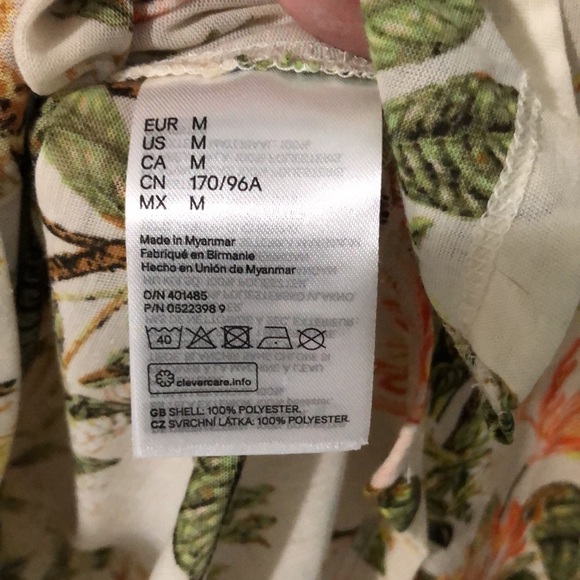 EUR M
US M
CA M
CN 170/96A
MX M
Made in Myanmar
Fabriqué en Birmanie
Hecho en Unión de Myanmar
O/N 401485
P/N 0522398 9
40
clevercare.info
GB SHELL: 100% POLYESTER.
CZ SVRCHNÍ LÁTKA: 100% POLYESTER.